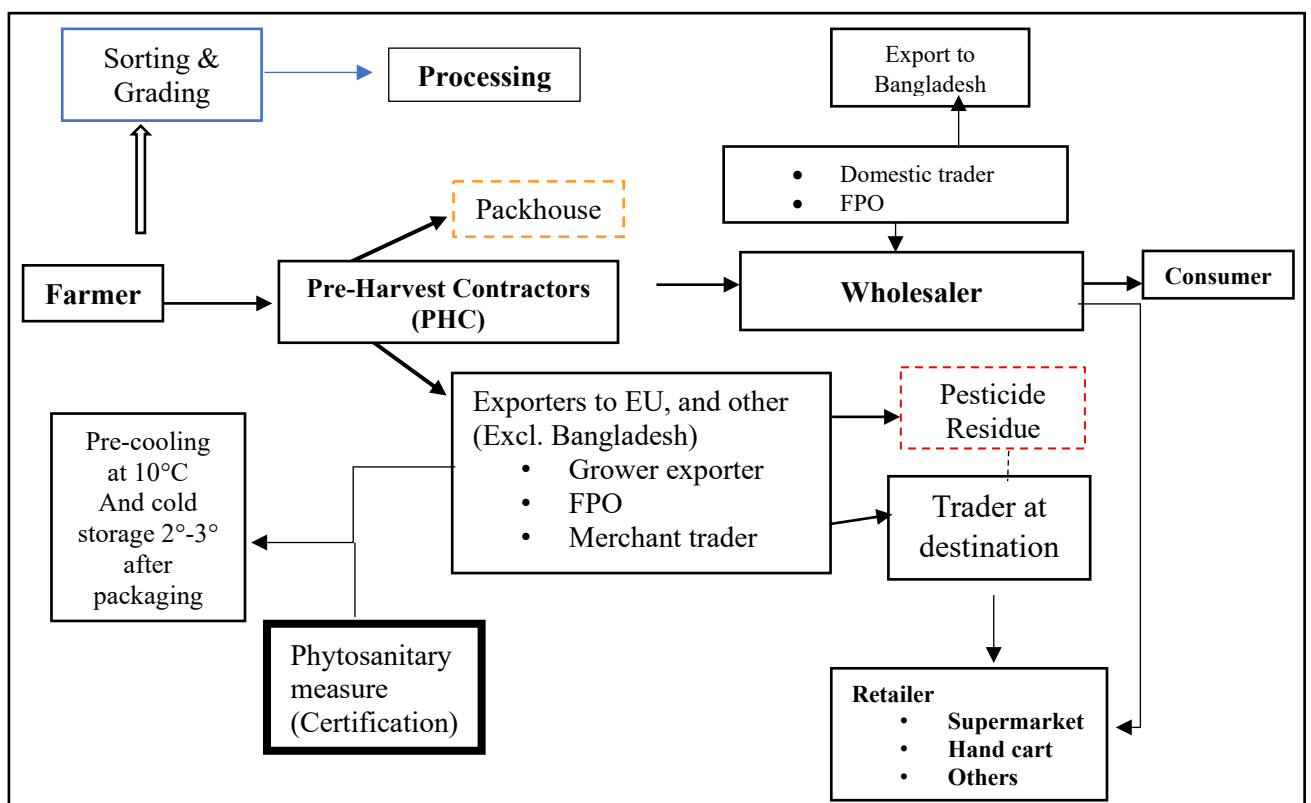 Sorting &
Grading
Processing
Export to
Bangladesh
• Domestic trader
• FPO
Packhouse
Farmer
Pre-Harvest Contractors
(PHC)
Wholesaler
Consumer
Exporters to EU, and other
(Excl. Bangladesh)
• Grower exporter
• FPO
• Merchant trader
Pesticide
Residue
Pre-cooling
at 10°C
And cold
storage 2°-3°
after
packaging
Trader at
destination
Phytosanitary
measure
(Certification)
Retailer
• Supermarket
• Hand cart
• Others